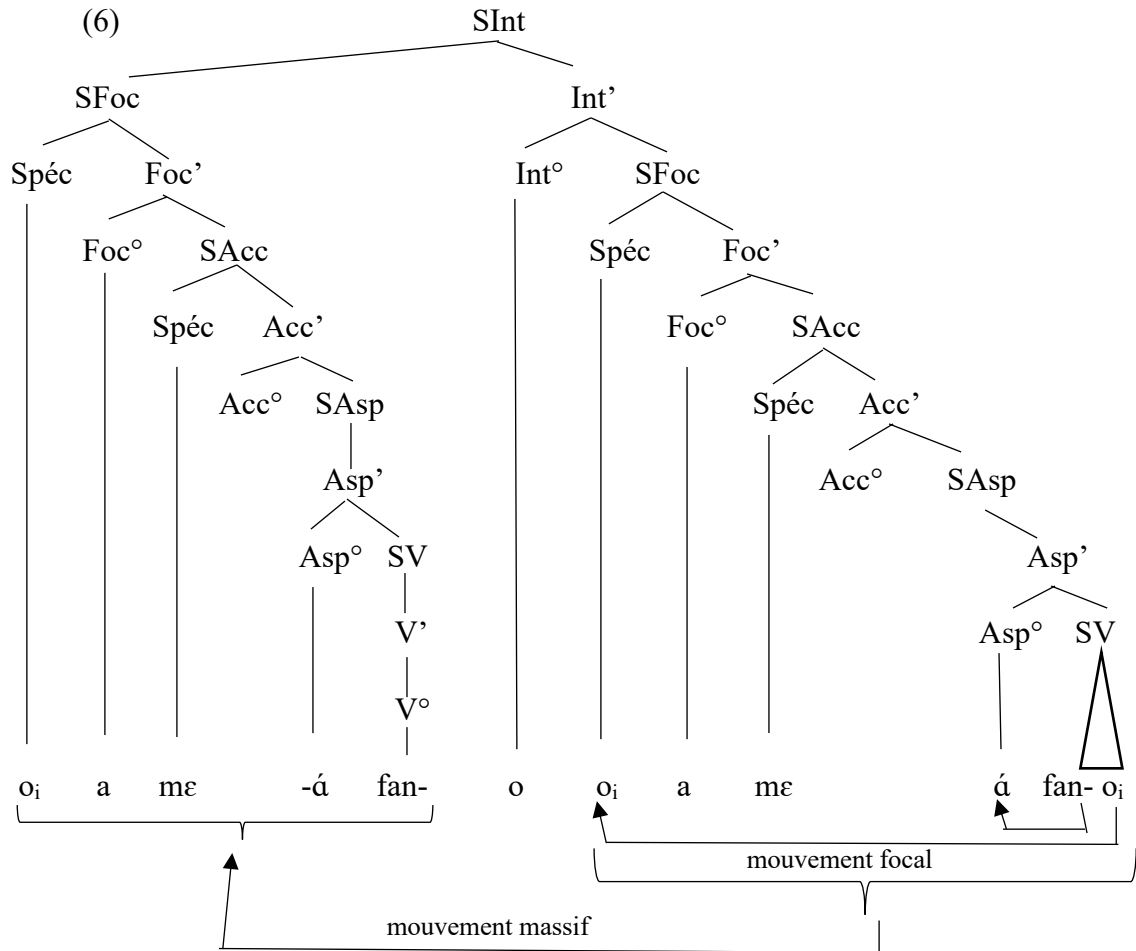 (6) SInt
SFoc Int’
Spéc Foc’ Int° SFoc
Foc° SAcc Spéc Foc’
Spéc Acc’ Foc° SAcc
Acc° SAsp Spéc Acc’
Asp’ Acc° SAsp
Asp° SV Asp’
V’ Asp° SV
V°
oᵢ a mɛ -ɑ́ fan- o oᵢ a mɛ ɑ́ fan- oᵢ
mouvement focal
mouvement massif